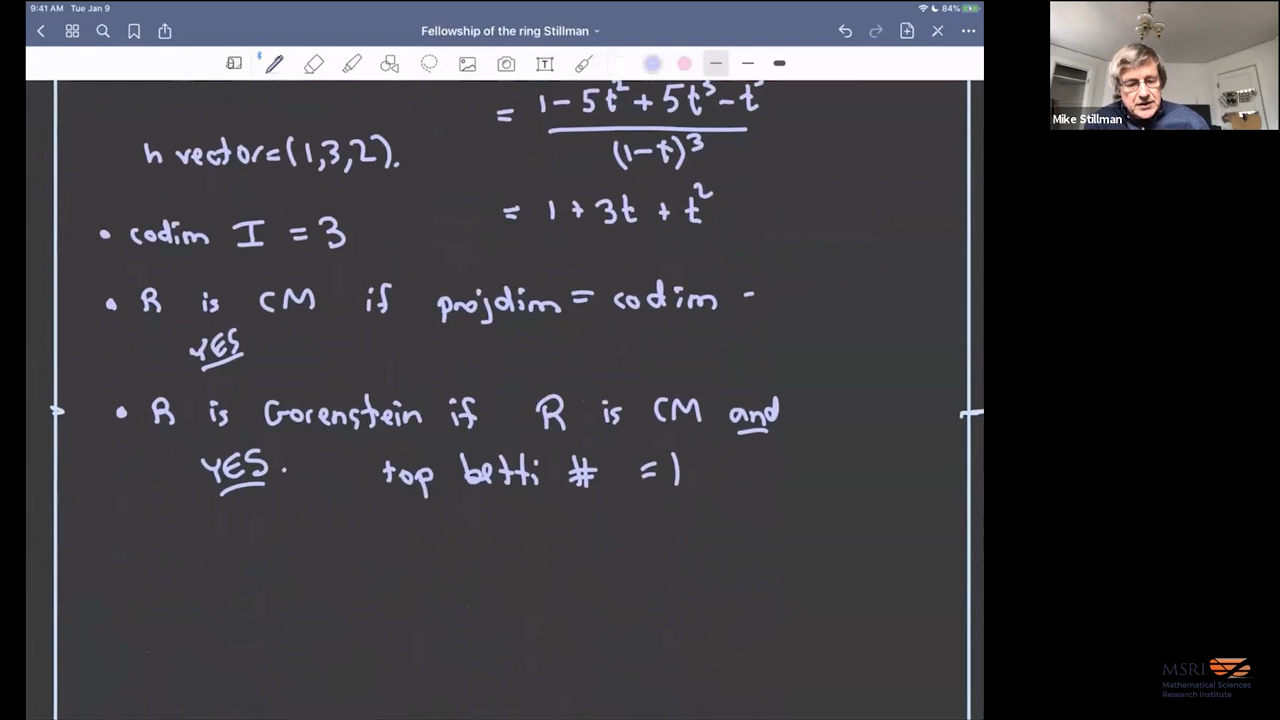 9:41 AM Tue Jan 9
84%
Fellowship of the ring Stillman
= 1 - 5t² + 5t³ - t⁵
(1-t)³
h vector=(1,3,2).
= 1 + 3t + t²
• codim I = 3
• R is CM if projdim = codim -
YES
• R is Gorenstein if R is CM and
YES. top betti # = 1
Mike Stillman
MSRI
Mathematical Sciences
Research Institute